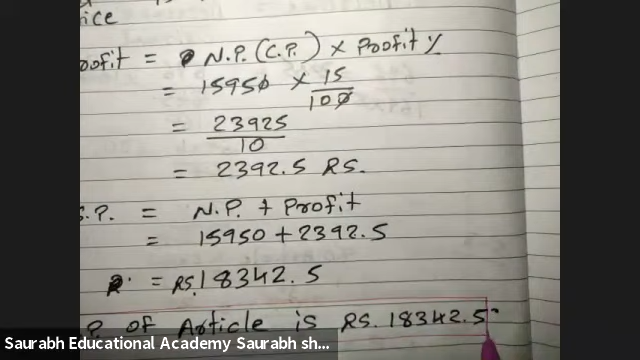 ice
rofit = N.P. (C.P.) × Profit %
= 15950 × 15/100
= 23925/10
= 2392.5 RS.
S.P. = N.P. + Profit
= 15950 + 2392.5
= RS. 18342.5
P of Article is RS. 18342.5
Saurabh Educational Academy Saurabh sh...